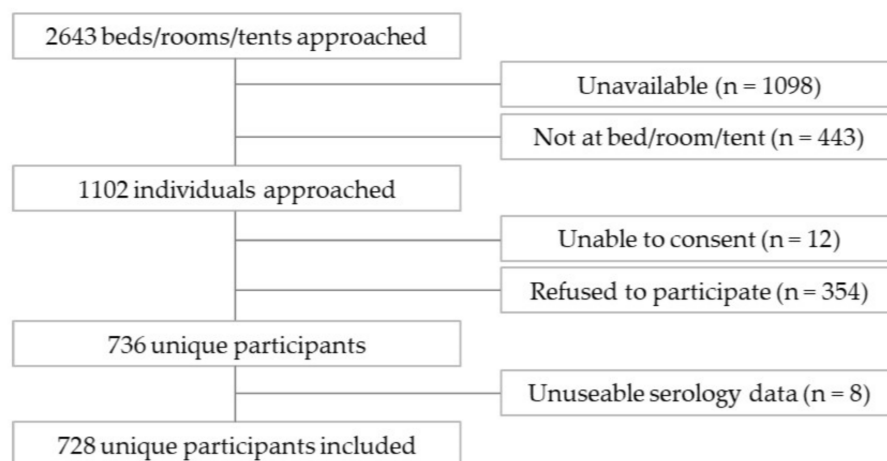 2643 beds/rooms/tents approached
Unavailable (n = 1098)
Not at bed/room/tent (n = 443)
1102 individuals approached
Unable to consent (n = 12)
Refused to participate (n = 354)
736 unique participants
Unuseable serology data (n = 8)
728 unique participants included